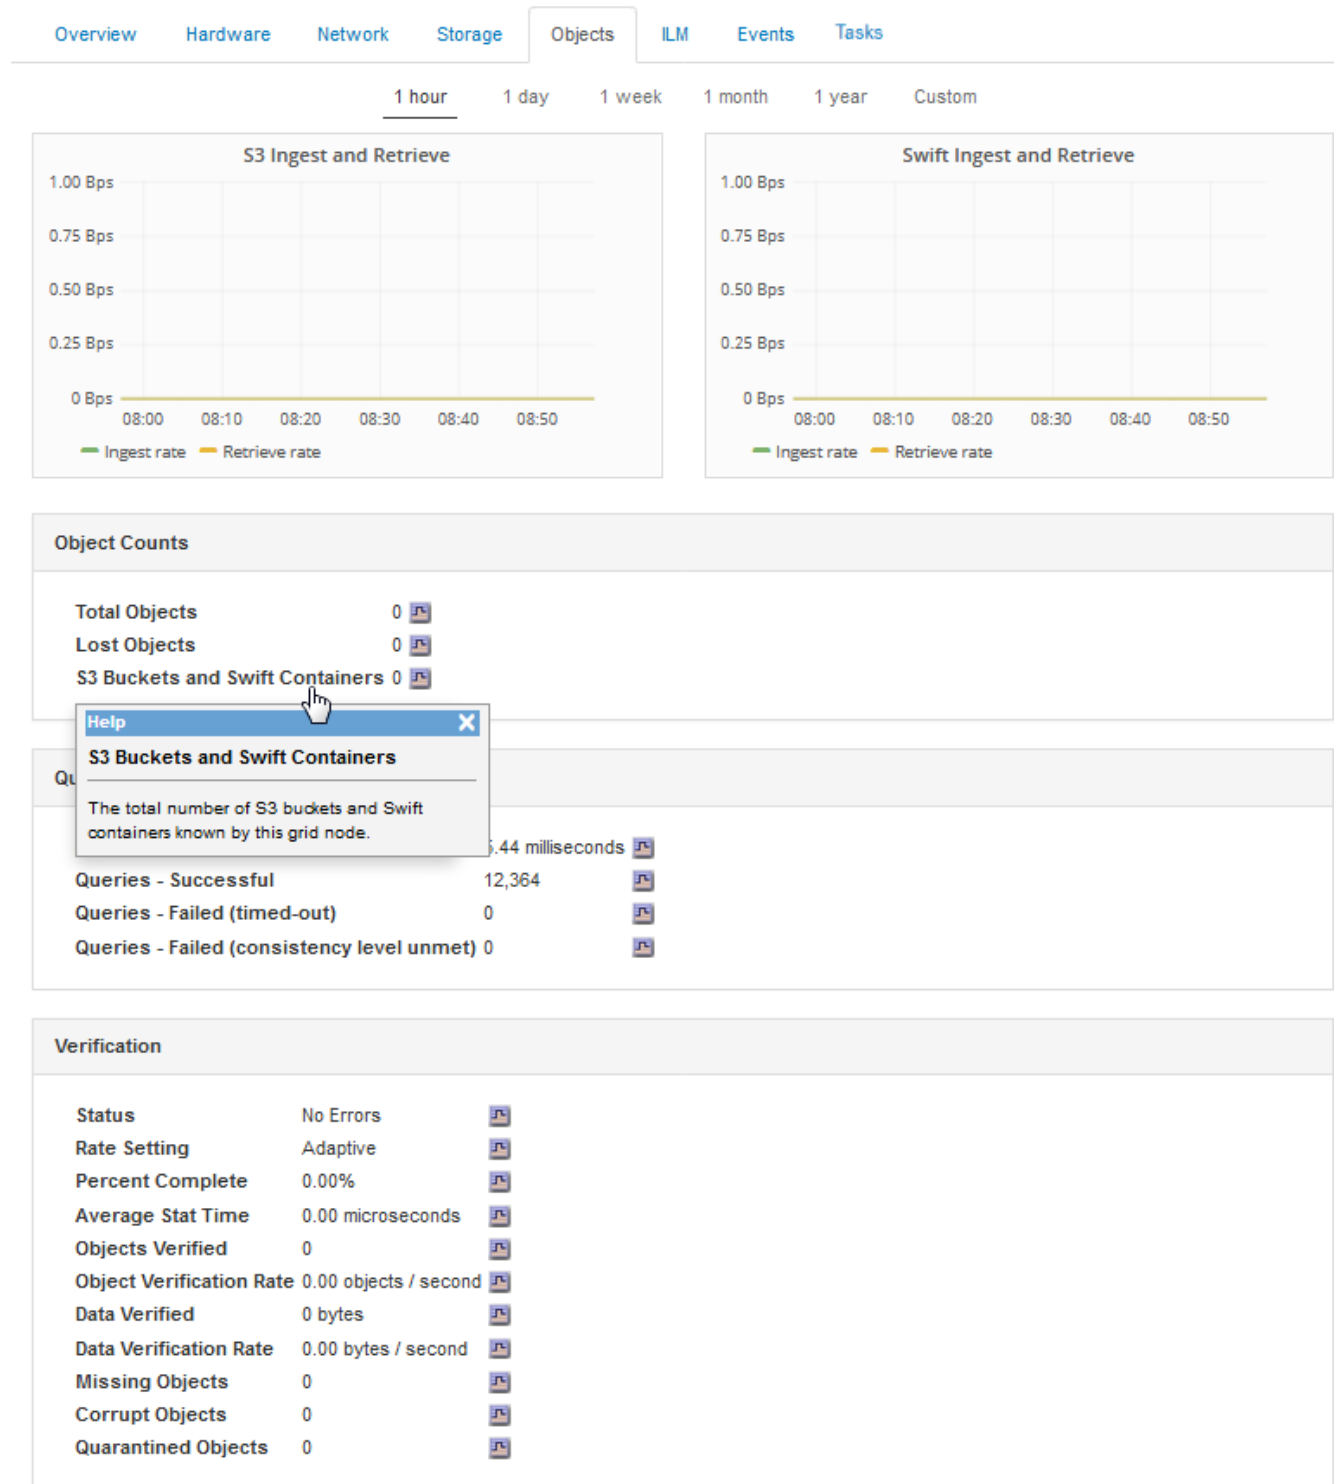 Overview Hardware Network Storage Objects ILM Events Tasks
1 hour 1 day 1 week 1 month 1 year Custom
S3 Ingest and Retrieve
1.00 Bps
0.75 Bps
0.50 Bps
0.25 Bps
0 Bps
08:00 08:10 08:20 08:30 08:40 08:50
Ingest rate Retrieve rate
Swift Ingest and Retrieve
1.00 Bps
0.75 Bps
0.50 Bps
0.25 Bps
0 Bps
08:00 08:10 08:20 08:30 08:40 08:50
Ingest rate Retrieve rate
Object Counts
Total Objects 0
Lost Objects 0
S3 Buckets and Swift Containers 0
Help
S3 Buckets and Swift Containers
The total number of S3 buckets and Swift
containers known by this grid node.
.44 milliseconds
Queries - Successful 12,364
Queries - Failed (timed-out) 0
Queries - Failed (consistency level unmet) 0
Verification
Status No Errors
Rate Setting Adaptive
Percent Complete 0.00%
Average Stat Time 0.00 microseconds
Objects Verified 0
Object Verification Rate 0.00 objects / second
Data Verified 0 bytes
Data Verification Rate 0.00 bytes / second
Missing Objects 0
Corrupt Objects 0
Quarantined Objects 0